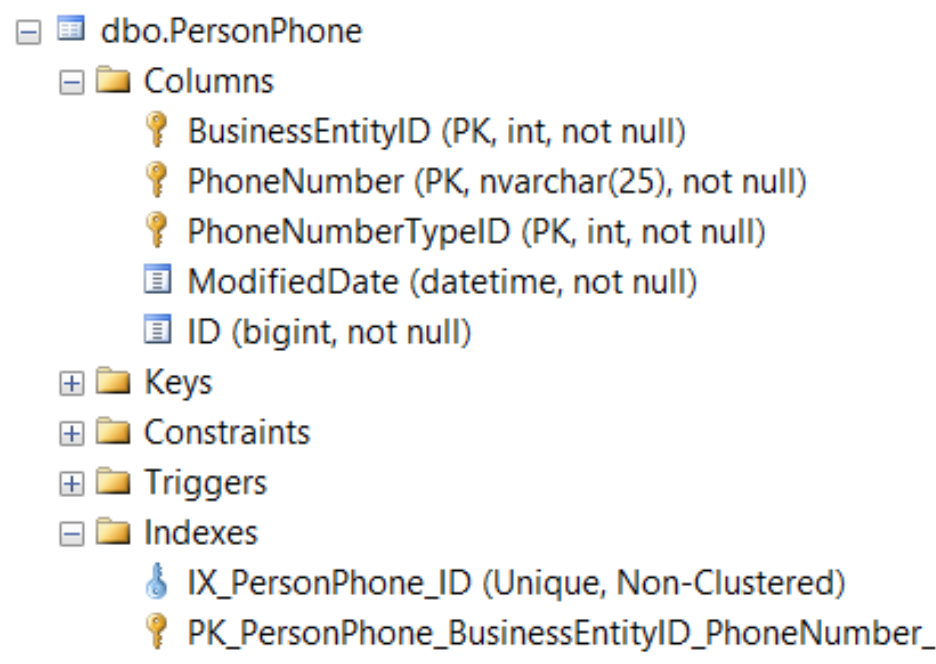 dbo.PersonPhone
Columns
BusinessEntityID (PK, int, not null)
PhoneNumber (PK, nvarchar(25), not null)
PhoneNumberTypeID (PK, int, not null)
ModifiedDate (datetime, not null)
ID (bigint, not null)
Keys
Constraints
Triggers
Indexes
IX_PersonPhone_ID (Unique, Non-Clustered)
PK_PersonPhone_BusinessEntityID_PhoneNumber_